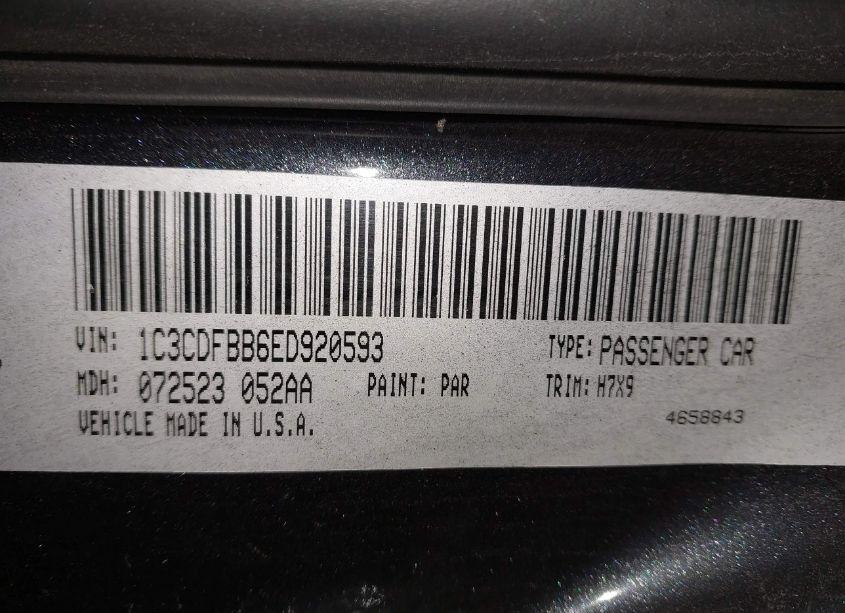 VIN: 1C3CDFBB6ED920593 TYPE: PASSENGER CAR
MDH: 072523 052AA PAINT: PAR TRIM: H7X9
VEHICLE MADE IN U.S.A. 4658843